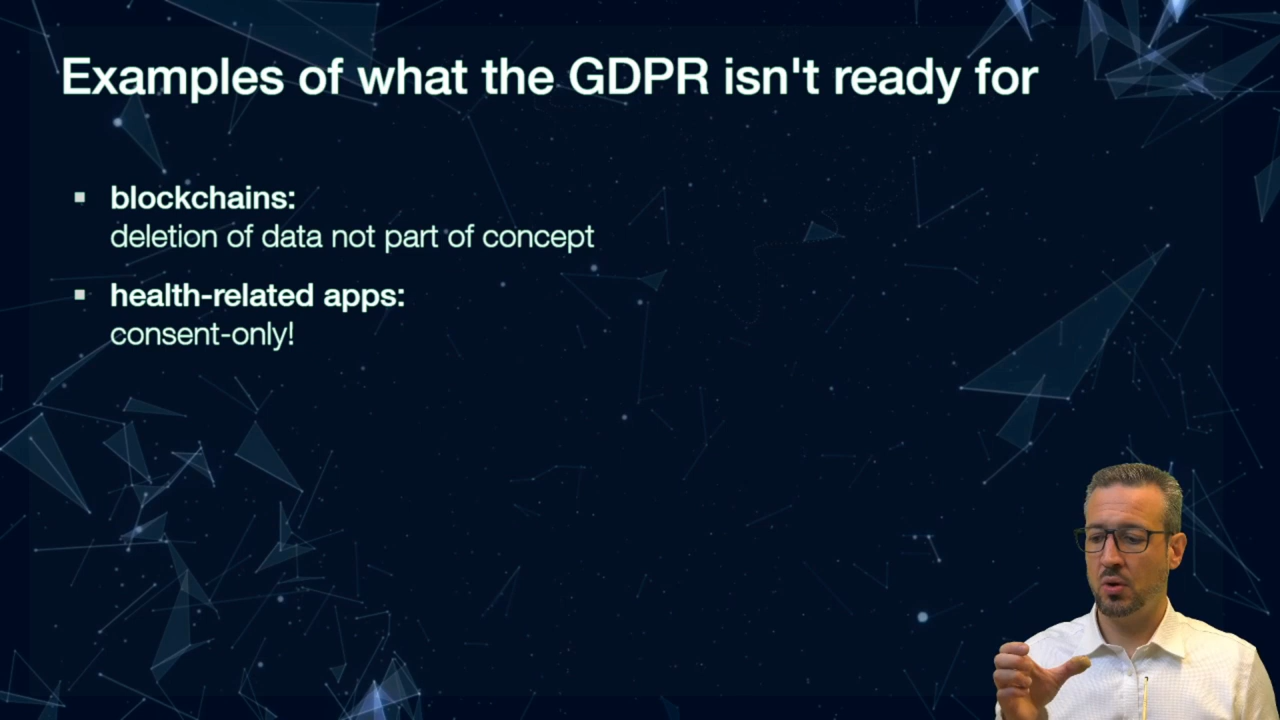 Examples of what the GDPR isn't ready for
▪ blockchains:
deletion of data not part of concept
▪ health-related apps:
consent-only!